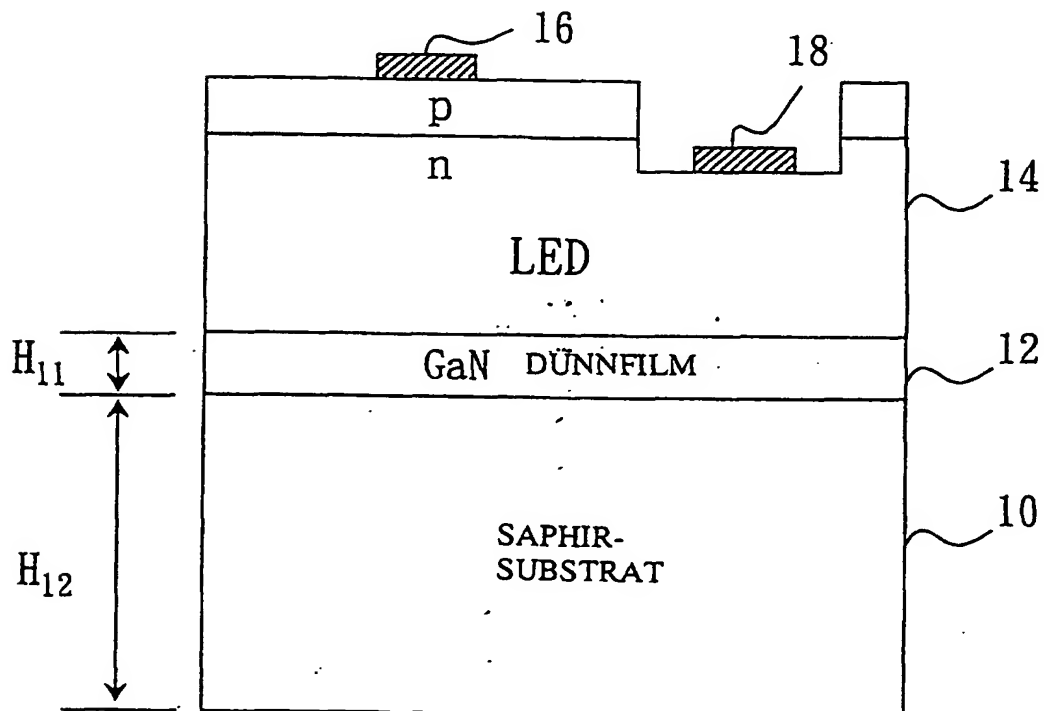 16
18
p
n
14
LED
H₁₁
GaN DÜNNFILM
12
10
SAPHIR-
SUBSTRAT
H₁₂